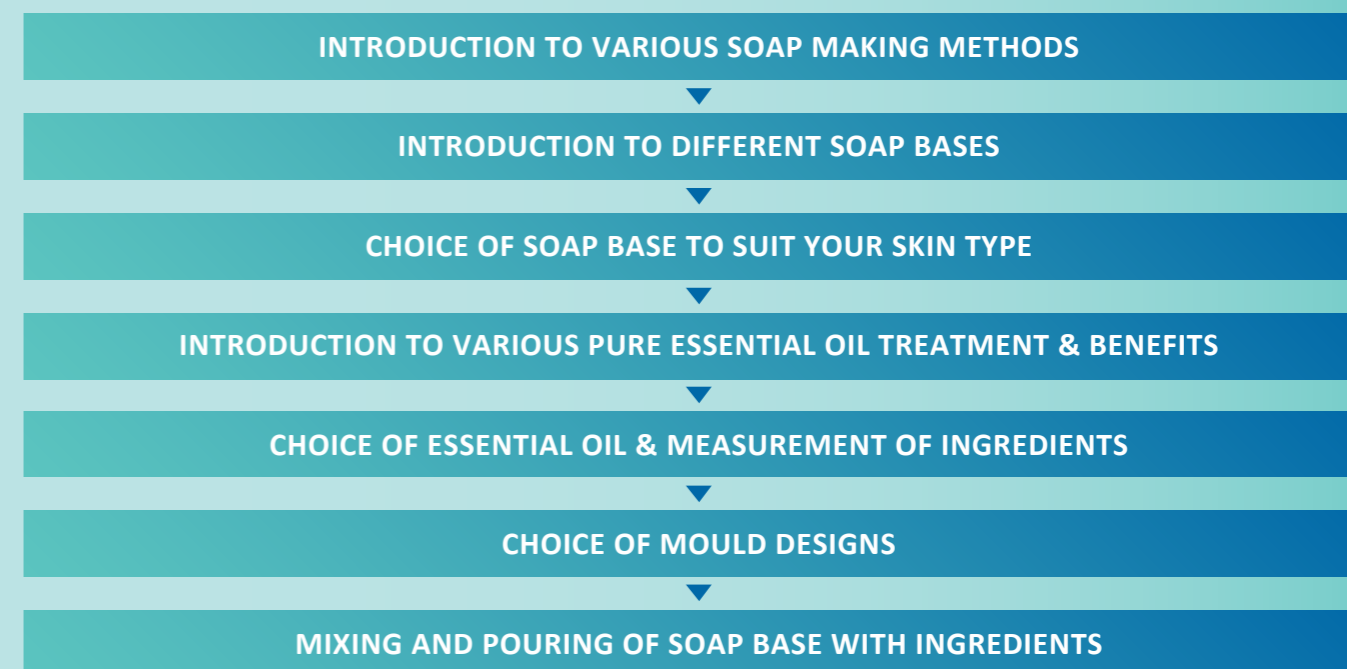 INTRODUCTION TO VARIOUS SOAP MAKING METHODS
INTRODUCTION TO DIFFERENT SOAP BASES
CHOICE OF SOAP BASE TO SUIT YOUR SKIN TYPE
INTRODUCTION TO VARIOUS PURE ESSENTIAL OIL TREATMENT & BENEFITS
CHOICE OF ESSENTIAL OIL & MEASUREMENT OF INGREDIENTS
CHOICE OF MOULD DESIGNS
MIXING AND POURING OF SOAP BASE WITH INGREDIENTS